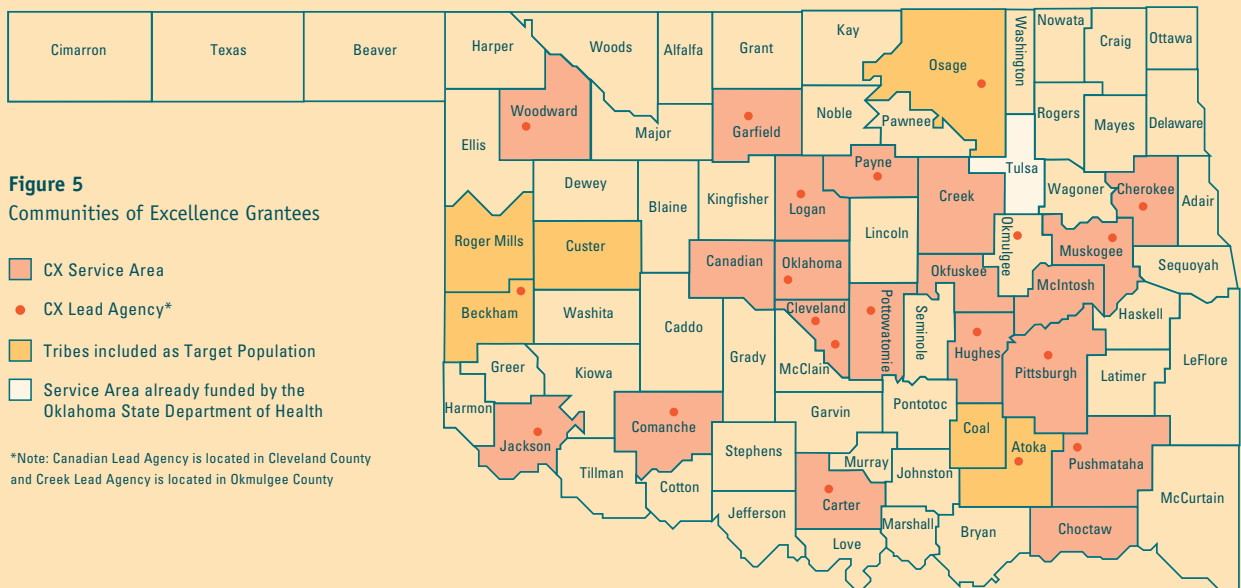 Cimarron
Texas
Beaver
Harper
Woods
Alfalfa
Grant
Kay
Osage
Washington
Nowata
Craig
Ottawa
Woodward
Ellis
Major
Garfield
Noble
Pawnee
Rogers
Mayes
Delaware
Figure 5
Communities of Excellence Grantees
CX Service Area
CX Lead Agency*
Tribes included as Target Population
Service Area already funded by the
Oklahoma State Department of Health
*Note: Canadian Lead Agency is located in Cleveland County
and Creek Lead Agency is located in Okmulgee County
Dewey
Blaine
Kingfisher
Logan
Payne
Creek
Tulsa
Wagoner
Cherokee
Adair
Roger Mills
Custer
Canadian
Oklahoma
Lincoln
Okmulgee
Okfuskee
Muskogee
McIntosh
Sequoyah
Beckham
Washita
Caddo
Grady
Cleveland
McClain
Pottowatomie
Seminole
Hughes
Pittsburgh
Haskell
Latimer
LeFlore
Greer
Kiowa
Harmon
Jackson
Comanche
Garvin
Pontotoc
Coal
Atoka
Pushmataha
McCurtain
Tillman
Cotton
Stephens
Murray
Johnston
Carter
Jefferson
Love
Marshall
Bryan
Choctaw